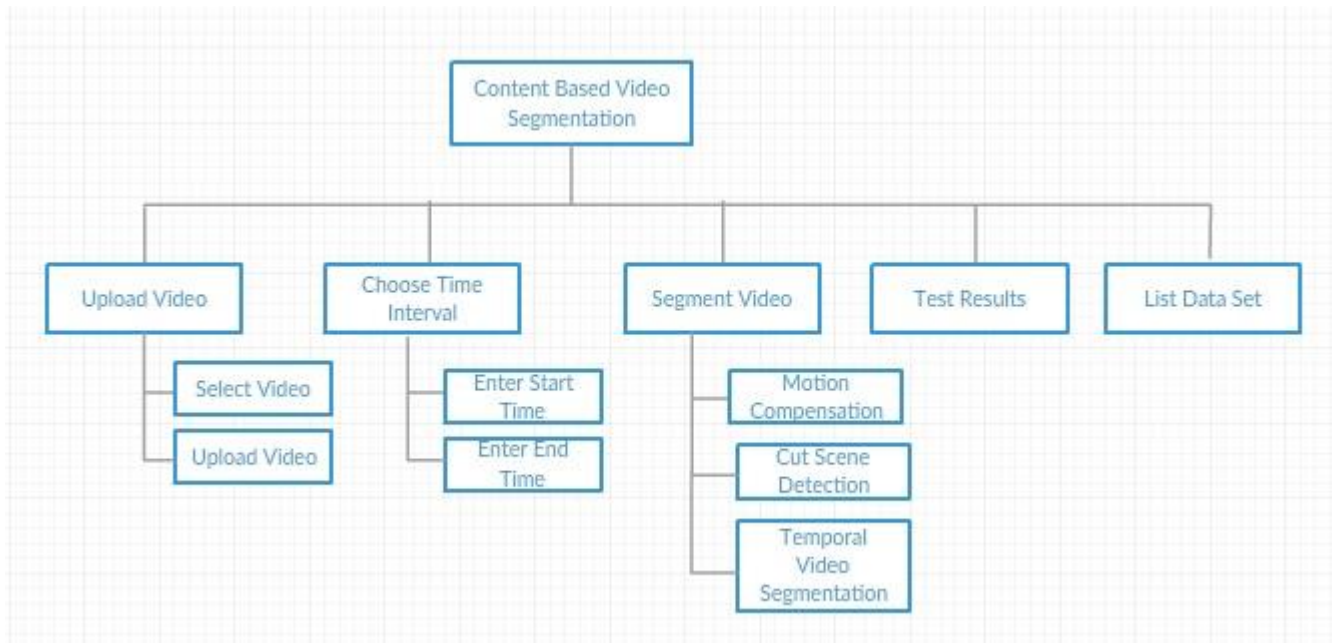 Content Based Video
Segmentation
Upload Video
Choose Time
Interval
Segment Video
Test Results
List Data Set
Select Video
Upload Video
Enter Start
Time
Enter End
Time
Motion
Compensation
Cut Scene
Detection
Temporal
Video
Segmentation